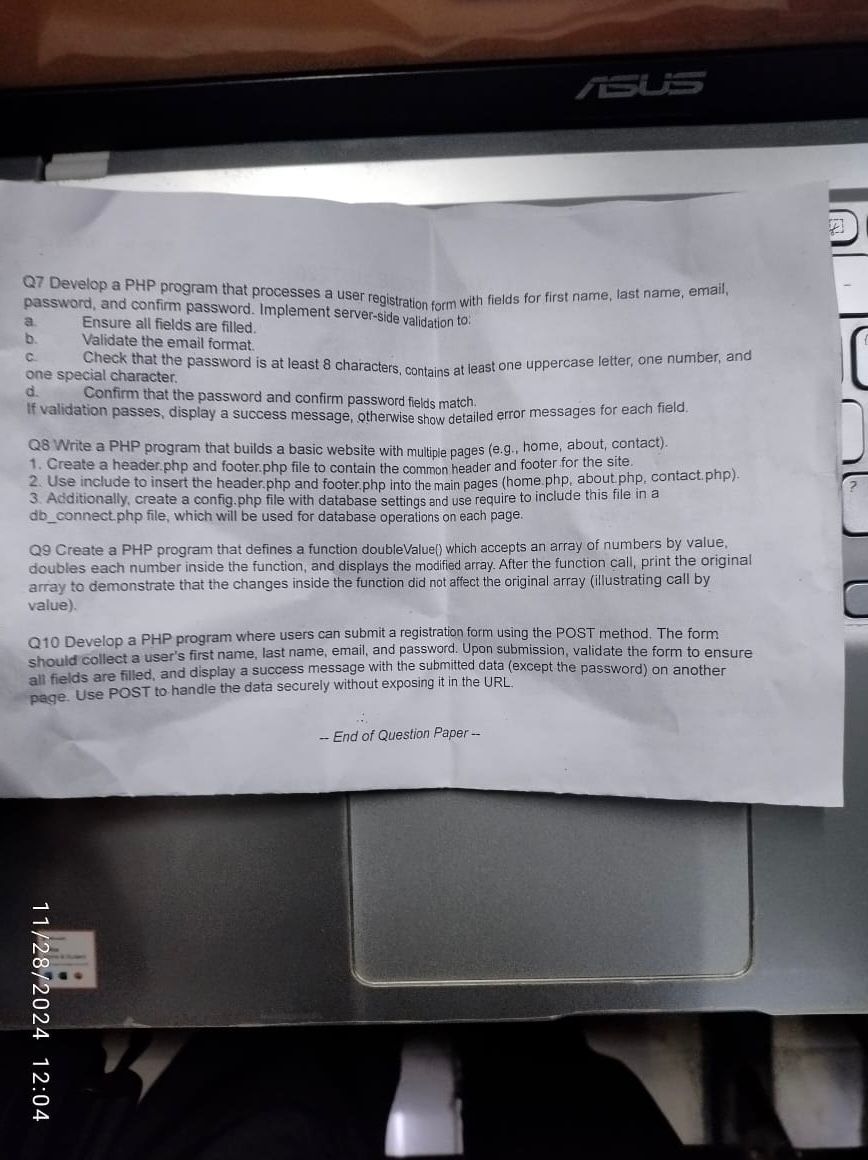 ASUS
Q7 Develop a PHP program that processes a user registration form with fields for first name, last name, email,
password, and confirm password. Implement server-side validation to:
a. Ensure all fields are filled.
b. Validate the email format.
c. Check that the password is at least 8 characters, contains at least one uppercase letter, one number, and
one special character.
d. Confirm that the password and confirm password fields match.
If validation passes, display a success message, otherwise show detailed error messages for each field.
Q8 Write a PHP program that builds a basic website with multiple pages (e.g., home, about, contact).
1. Create a header.php and footer.php file to contain the common header and footer for the site.
2. Use include to insert the header.php and footer.php into the main pages (home.php, about.php, contact.php).
3. Additionally, create a config.php file with database settings and use require to include this file in a
db_connect.php file, which will be used for database operations on each page.
Q9 Create a PHP program that defines a function doubleValue() which accepts an array of numbers by value,
doubles each number inside the function, and displays the modified array. After the function call, print the original
array to demonstrate that the changes inside the function did not affect the original array (illustrating call by
value).
Q10 Develop a PHP program where users can submit a registration form using the POST method. The form
should collect a user's first name, last name, email, and password. Upon submission, validate the form to ensure
all fields are filled, and display a success message with the submitted data (except the password) on another
page. Use POST to handle the data securely without exposing it in the URL.
-- End of Question Paper --
?
11/28/2024 12:04